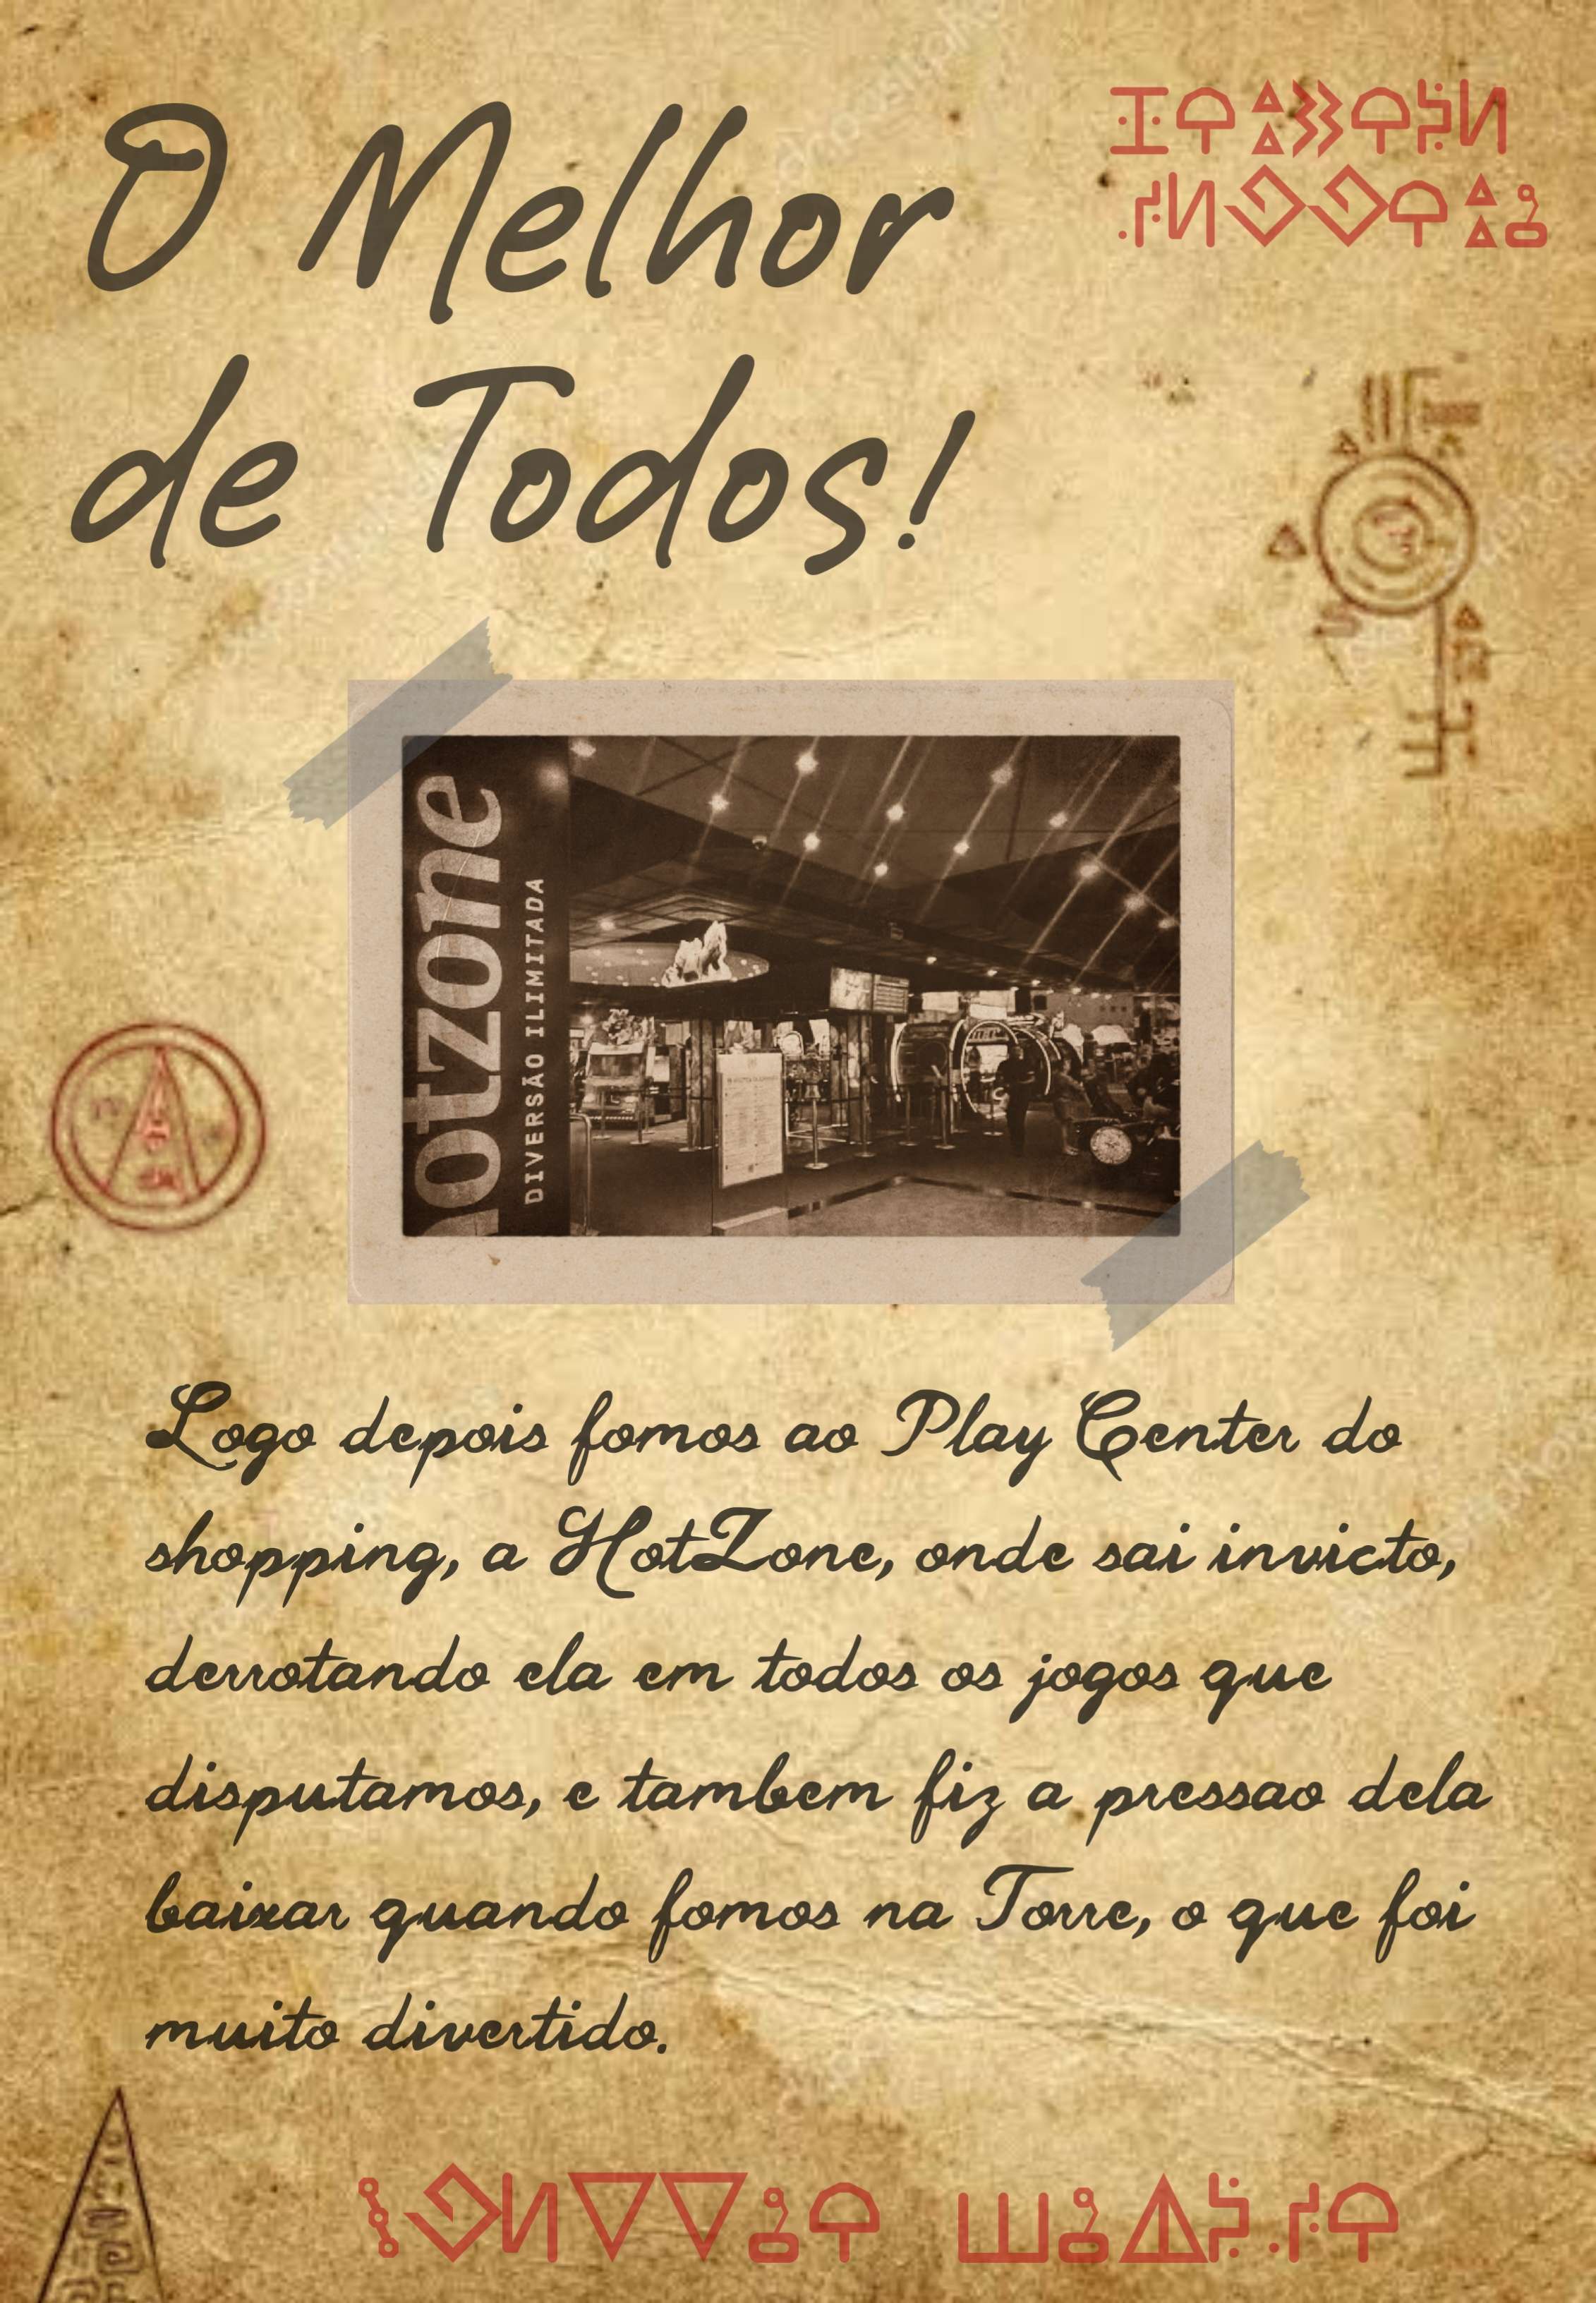 O Melhor
de Todos!
hotzone
DIVERSÃO ILIMITADA
Logo depois fomos ao Play Center do
shopping, a HotZone, onde sai invicto,
derrotando ela em todos os jogos que
disputamos, e tambem fiz a pressao dela
baixar quando fomos na Torre, o que foi
muito divertido.